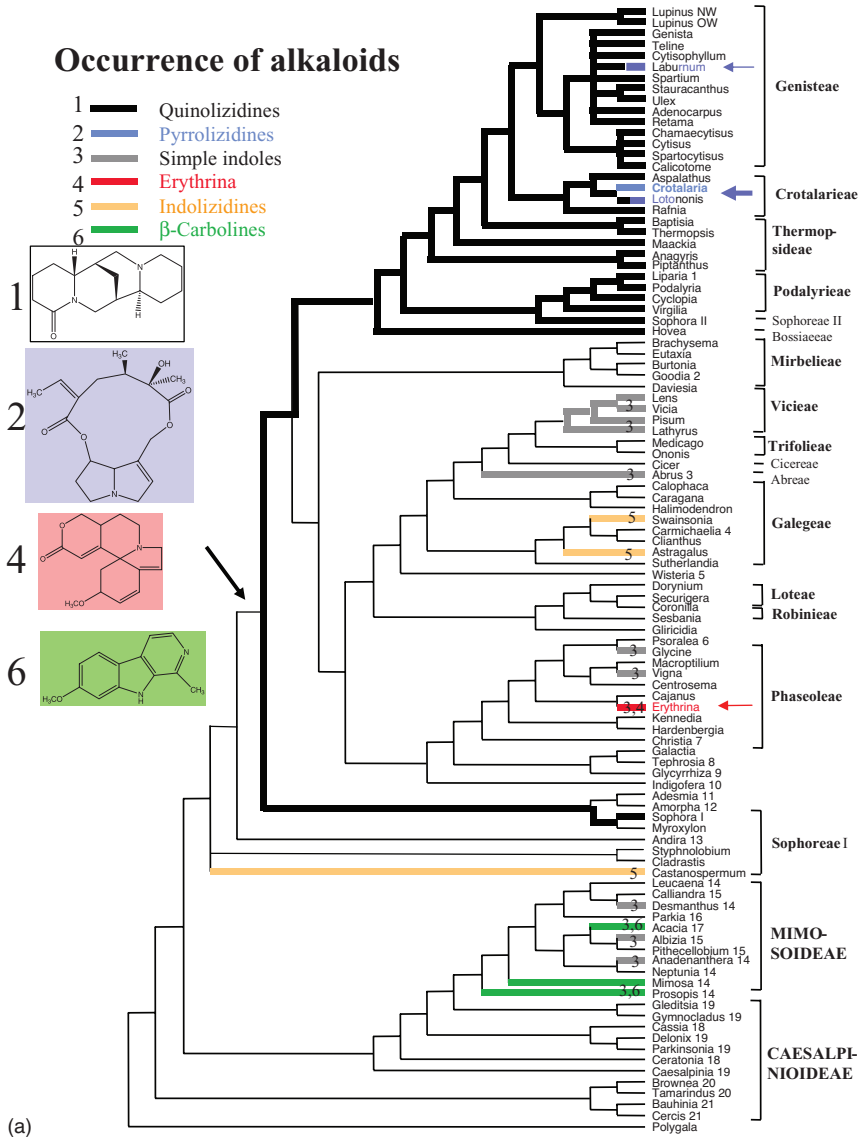 Occurrence of alkaloids
1 Quinolizidines
2 Pyrrolizidines
3 Simple indoles
4 Erythrina
5 Indolizidines
6 β-Carbolines
1
H
N
N
H
O
2
CH₃
OH
H₃C
CH₃
O
O
O
O
N
4
O
O
N
H₃CO
6
N
H₃CO
NH
CH₃
Lupinus NW
Lupinus OW
Genista
Teline
Cytisophyllum
Laburnum
Spartium
Stauracanthus
Ulex
Adenocarpus
Retama
Chamaecytisus
Cytisus
Spartocytisus
Calicotome
Genisteae
Aspalathus
Crotalaria
Lotononis
Rafnia
Crotalarieae
Baptisia
Thermopsis
Maackia
Anagyris
Piptanthus
Thermop-
sideae
Liparia 1
Podalyria
Cyclopia
Virgilia
Podalyrieae
Sophora II
Sophoreae II
Hovea
Bossiaeeae
Brachysema
Eutaxia
Burtonia
Goodia 2
Daviesia
Mirbelieae
Lens
3 Vicia
Pisum
3 Lathyrus
Vicieae
Medicago
Ononis
Trifolieae
Cicer
Cicereae
3 Abrus 3
Abreae
Calophaca
Caragana
Halimodendron
5 Swainsonia
Carmichaelia 4
Clianthus
5 Astragalus
Sutherlandia
Galegeae
Wisteria 5
Dorynium
Securigera
Coronilla
Loteae
Sesbania
Gliricidia
Robinieae
Psoralea 6
3 Glycine
Macroptilium
3 Vigna
Centrosema
Cajanus
3,4 Erythrina
Kennedia
Hardenbergia
Christia 7
Phaseoleae
Galactia
Tephrosia 8
Glycyrrhiza 9
Indigofera 10
Adesmia 11
Amorpha 12
Sophora I
Myroxylon
Andira 13
Styphnolobium
Cladrastis
5 Castanospermum
Sophoreae I
Leucaena 14
Calliandra 15
3 Desmanthus 14
Parkia 16
3,6 Acacia 17
3 Albizia 15
Pithecellobium 15
3 Anadenanthera 14
Neptunia 14
Mimosa 14
3,6 Prosopis 14
MIMO-
SOIDEAE
Gleditsia 19
Gymnocladus 19
Cassia 18
Delonix 19
Parkinsonia 19
Ceratonia 18
Caesalpinia 19
Brownea 20
Tamarindus 20
Bauhinia 21
Cercis 21
CAESALPI-
NIOIDEAE
Polygala
(a)